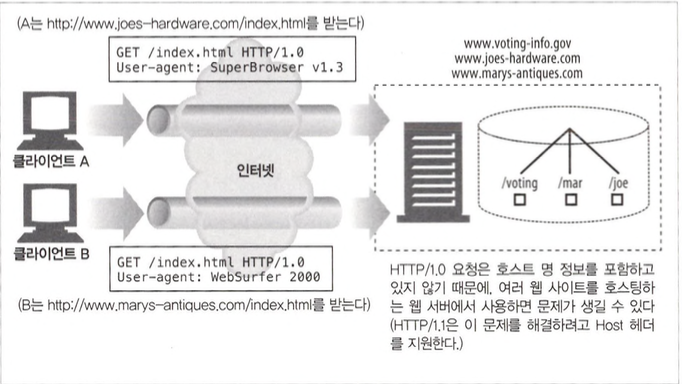 (A는 http://www.joes-hardware.com/index.html를 받는다)
GET /index.html HTTP/1.0
User-agent: SuperBrowser v1.3
www.voting-info.gov
www.joes-hardware.com
www.marys-antiques.com
클라이언트 A
인터넷
/voting
/mar
/joe
클라이언트 B
GET /index.html HTTP/1.0
User-agent: WebSurfer 2000
(B는 http://www.marys-antiques.com/index.html를 받는다)
HTTP/1.0 요청은 호스트 명 정보를 포함하고
있지 않기 때문에, 여러 웹 사이트를 호스팅하
는 웹 서버에서 사용하면 문제가 생길 수 있다
(HTTP/1.1은 이 문제를 해결하려고 Host 헤더
를 지원한다.)